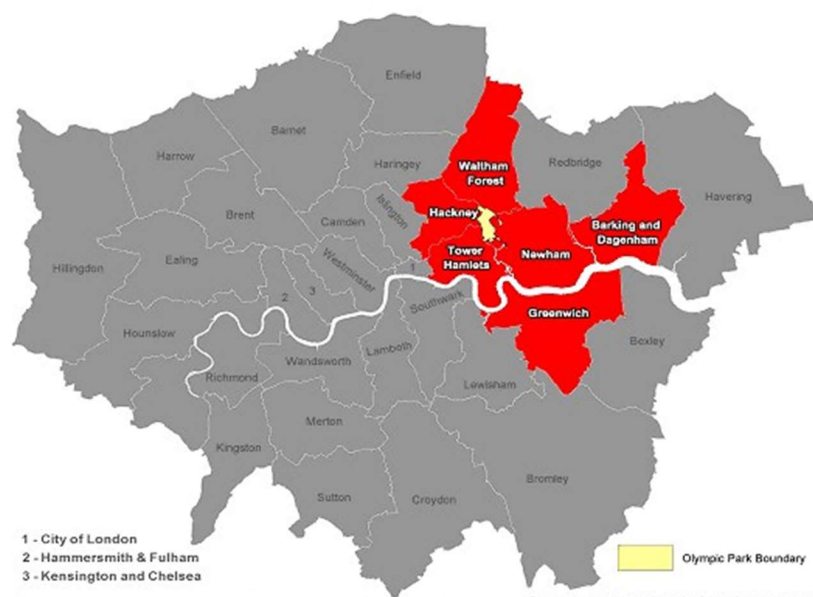 Enfield
Barnet
Harrow
Haringey
Waltham
Forest
Redbridge
Havering
Brent
Camden
Islington
Hackney
Barking and
Dagenham
Hillingdon
Ealing
Westminster
1
Tower
Hamlets
Newham
2
3
Southwark
Greenwich
Hounslow
Bexley
Richmond
Wandsworth
Lambeth
Lewisham
Merton
Kingston
Bromley
Sutton
Croydon
1 - City of London
2 - Hammersmith & Fulham
3 - Kensington and Chelsea
Olympic Park Boundary